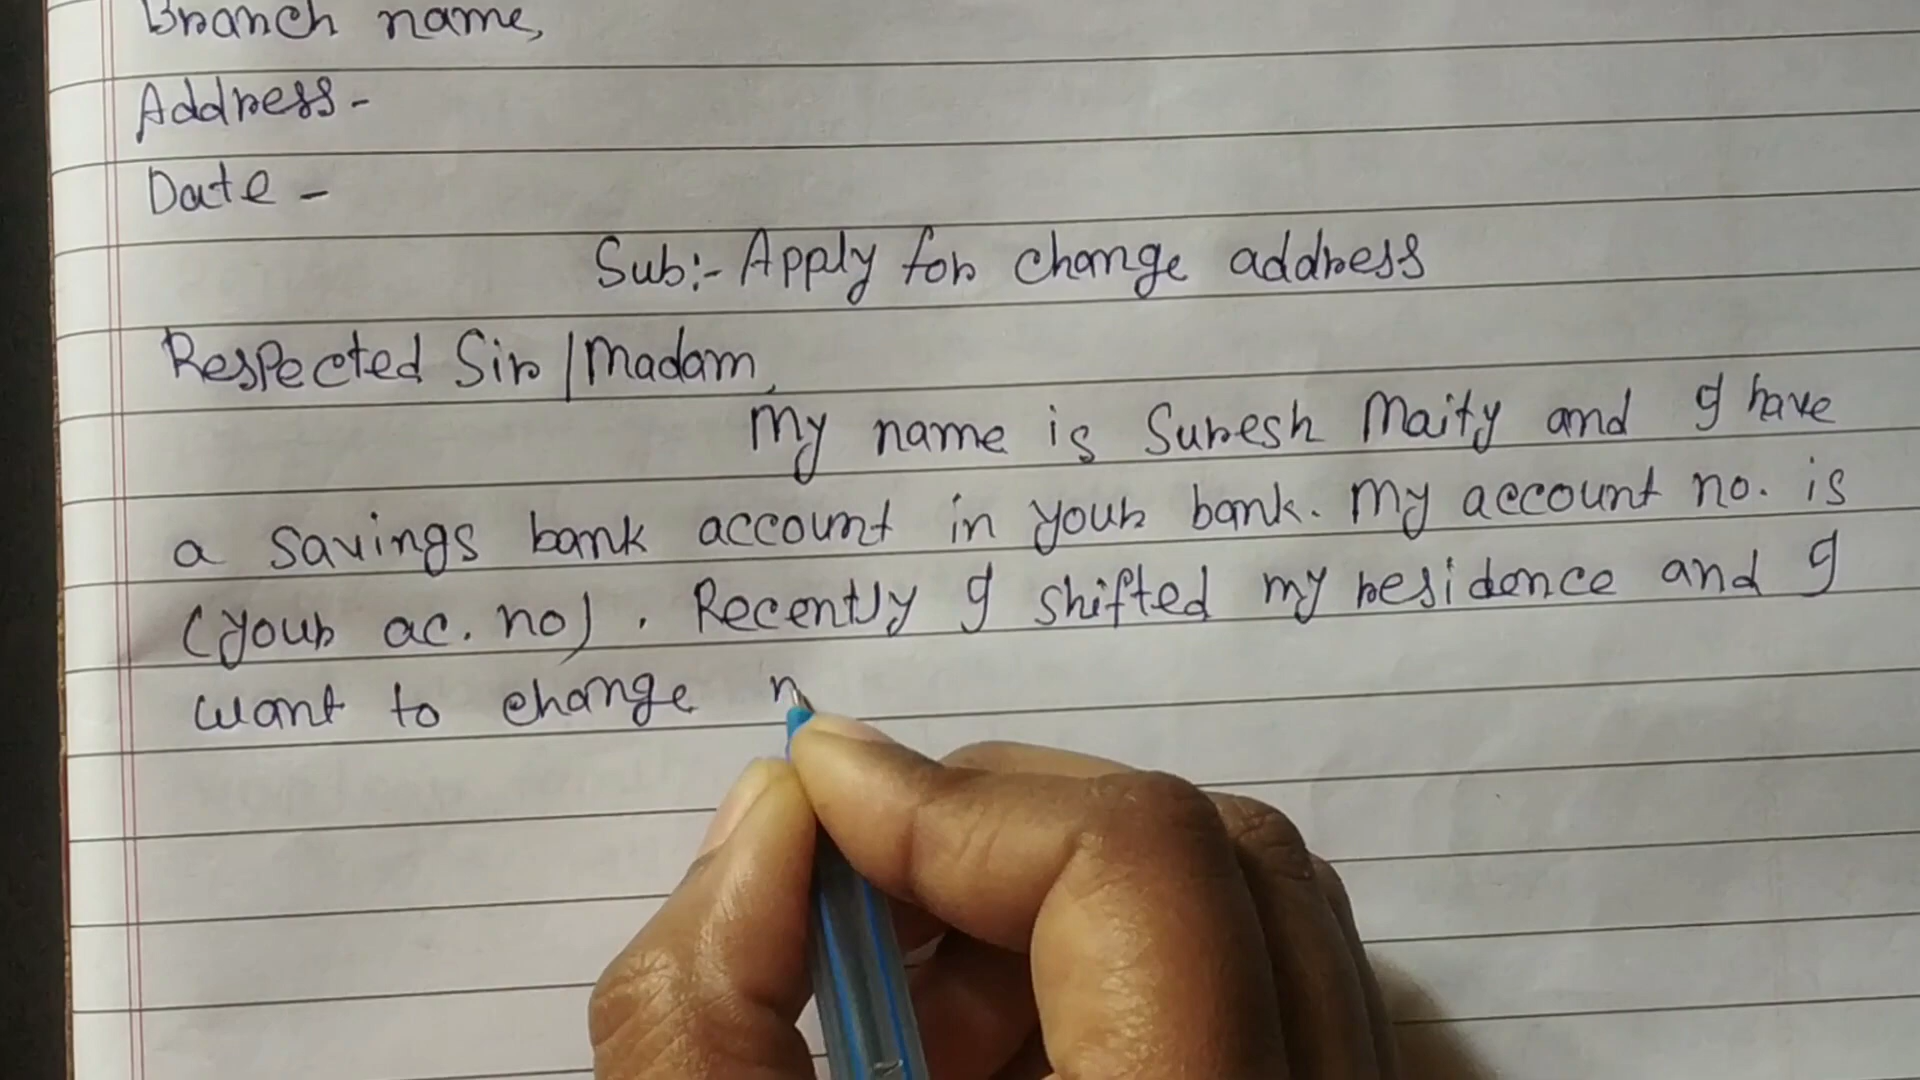 Branch name,
Address -
Date -
Sub:- Apply for change address
Respected Sir/Madam,
My name is Suresh Maity and I have
a savings bank account in your bank. My account no. is
(your ac. no). Recently I shifted my residence and I
want to change